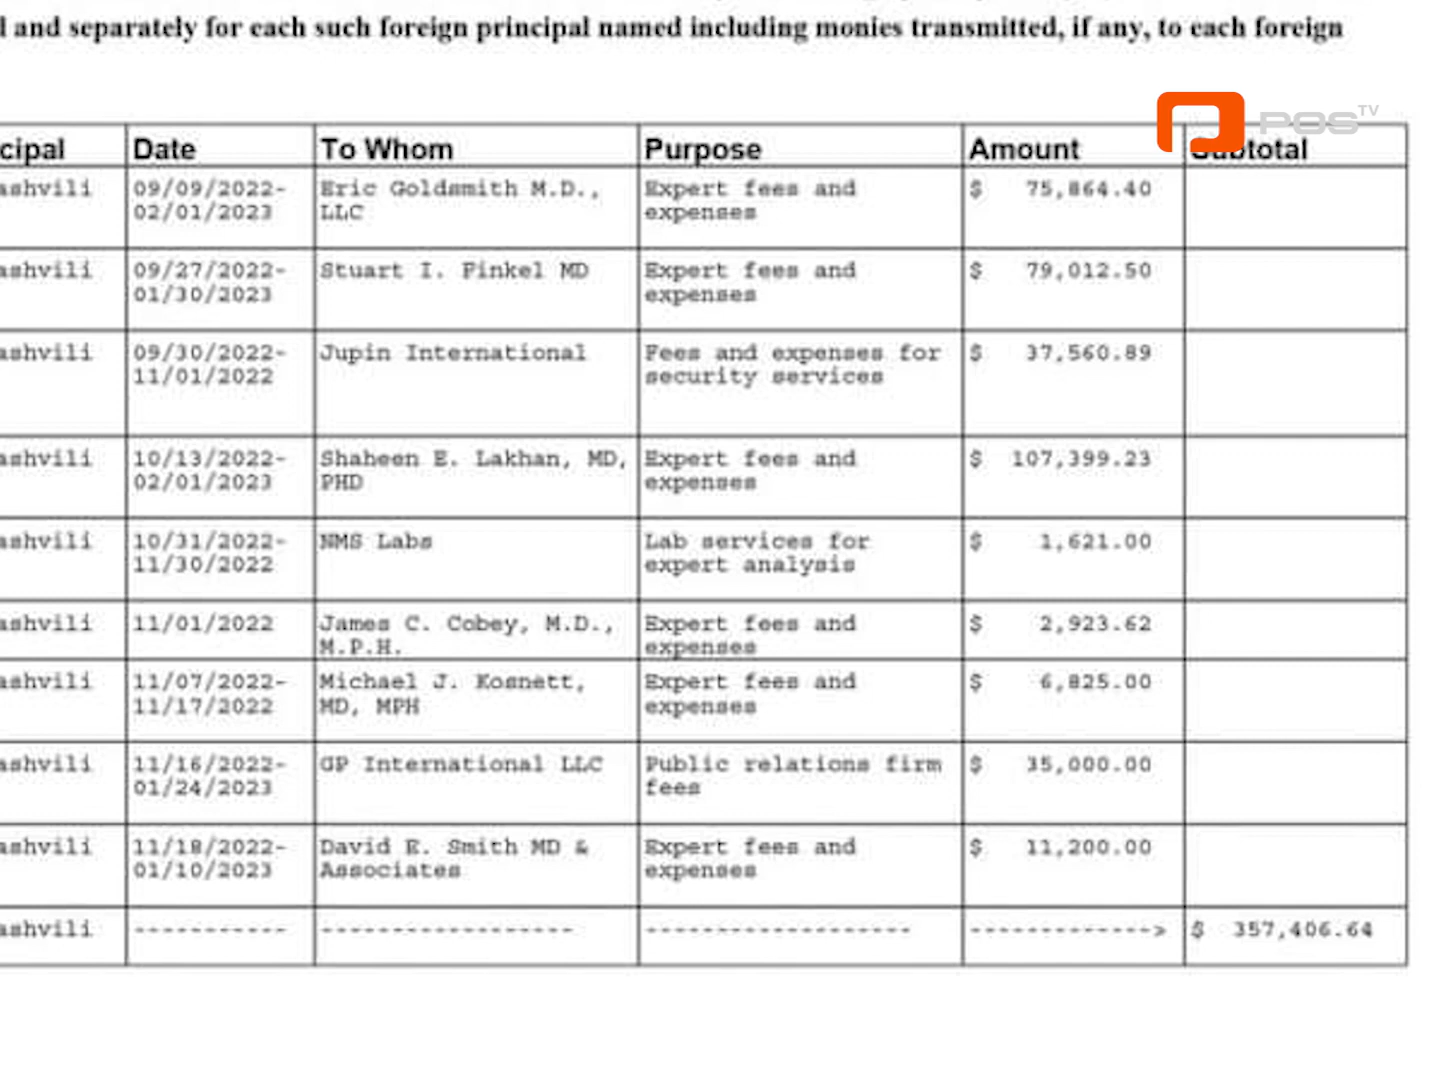 l and separately for each such foreign principal named including monies transmitted, if any, to each foreign
POS TV
cipal Date To Whom Purpose Amount Subtotal
ashvili 09/09/2022- Eric Goldsmith M.D., Expert fees and $ 75,864.40
02/01/2023 LLC expenses
ashvili 09/27/2022- Stuart I. Finkel MD Expert fees and $ 79,012.50
01/30/2023 expenses
ashvili 09/30/2022- Jupin International Fees and expenses for $ 37,560.89
11/01/2022 security services
ashvili 10/13/2022- Shaheen E. Lakhan, MD, Expert fees and $ 107,399.23
02/01/2023 PHD expenses
ashvili 10/31/2022- NMS Labs Lab services for $ 1,621.00
11/30/2022 expert analysis
ashvili 11/01/2022 James C. Cobey, M.D., Expert fees and $ 2,923.62
M.P.H. expenses
ashvili 11/07/2022- Michael J. Kosnett, Expert fees and $ 6,825.00
11/17/2022 MD, MPH expenses
ashvili 11/16/2022- GP International LLC Public relations firm $ 35,000.00
01/24/2023 fees
ashvili 11/18/2022- David E. Smith MD & Expert fees and $ 11,200.00
01/10/2023 Associates expenses
ashvili ----------- ------------------ ------------------- -------------> $ 357,406.64